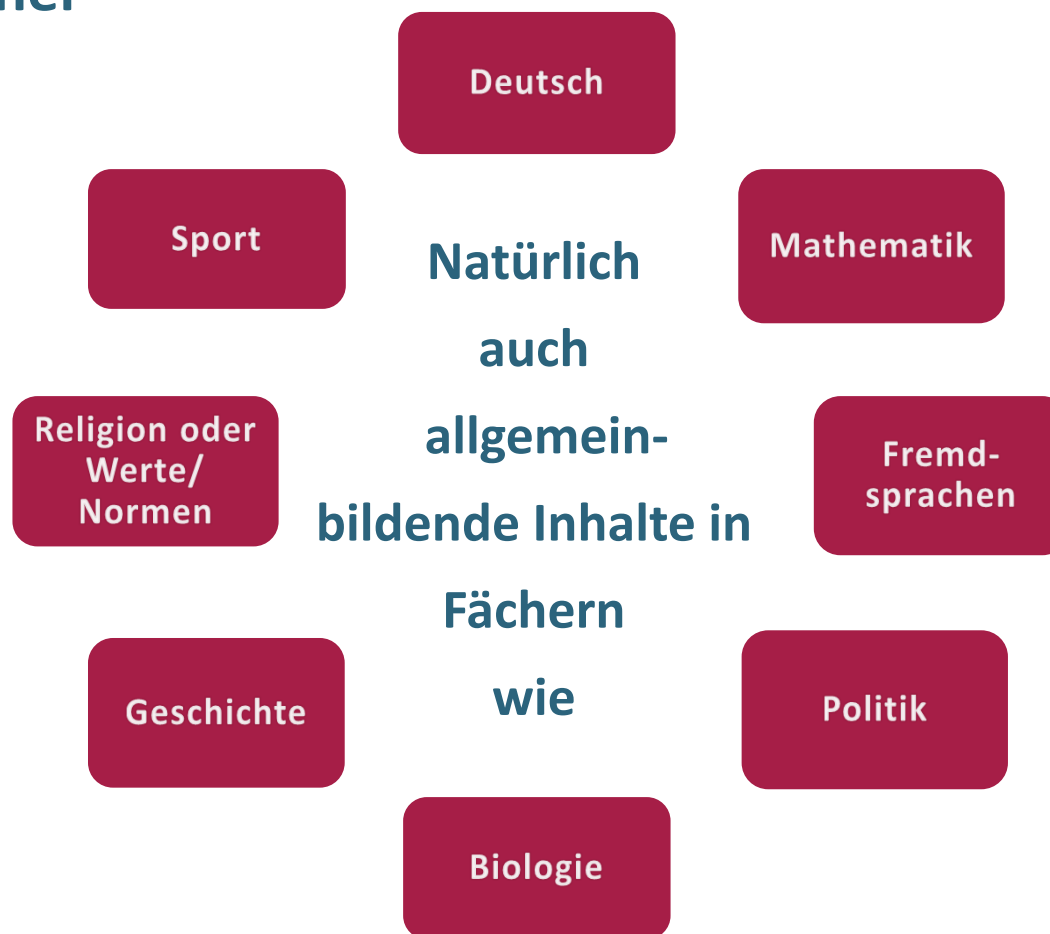 Deutsch
Sport
Mathematik
Natürlich
auch
allgemein-
bildende Inhalte in
Fächern
wie
Religion oder
Werte/
Normen
Fremd-
sprachen
Geschichte
Politik
Biologie